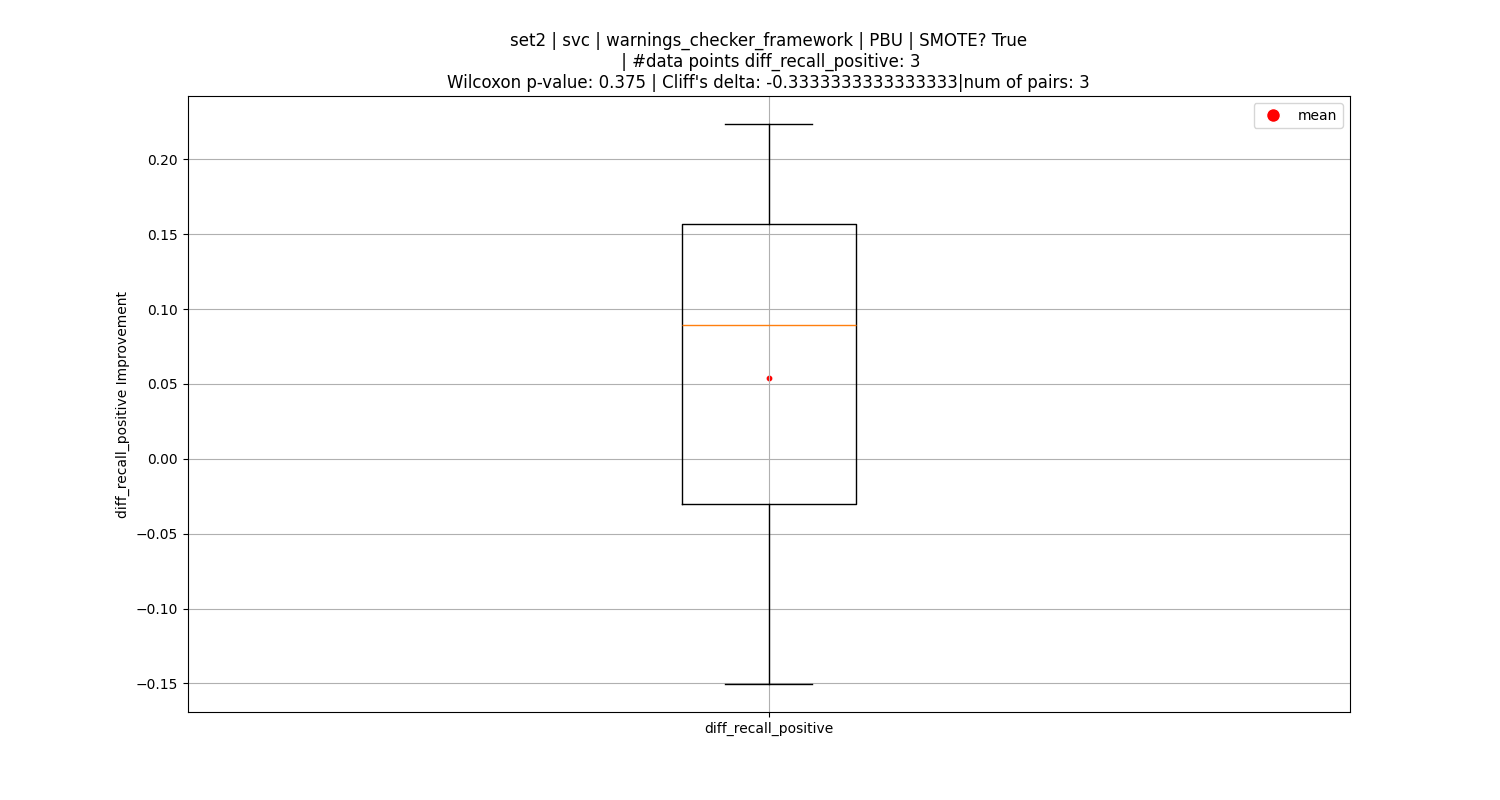 set2 | svc | warnings_checker_framework | PBU | SMOTE? True
| #data points diff_recall_positive: 3
Wilcoxon p-value: 0.375 | Cliff's delta: -0.3333333333333333|num of pairs: 3
mean
0.20
0.15
0.10
0.05
0.00
−0.05
−0.10
−0.15
diff_recall_positive Improvement
diff_recall_positive